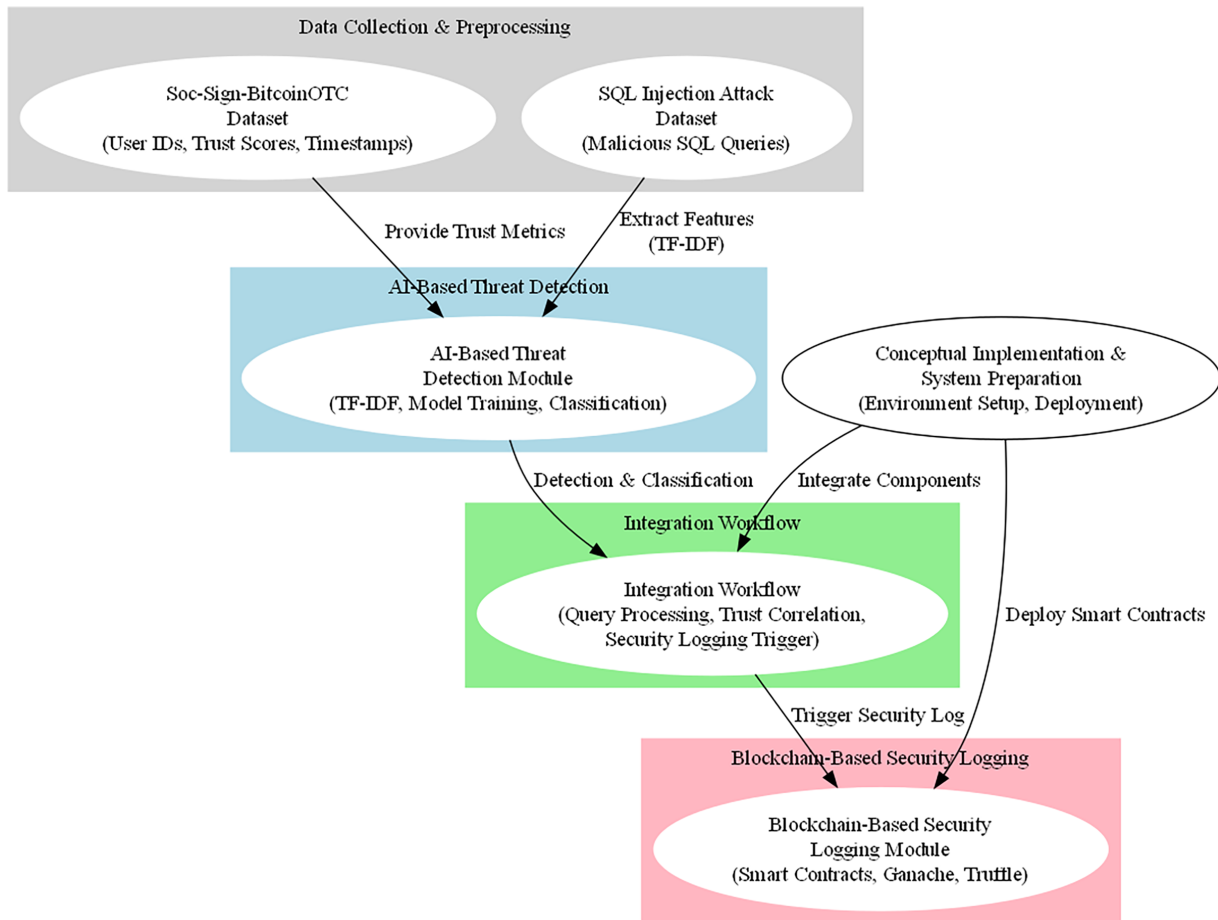 Data Collection & Preprocessing
Soc-Sign-BitcoinOTC
Dataset
(User IDs, Trust Scores, Timestamps)
SQL Injection Attack
Dataset
(Malicious SQL Queries)
Provide Trust Metrics
Extract Features
(TF-IDF)
AI-Based Threat Detection
AI-Based Threat
Detection Module
(TF-IDF, Model Training, Classification)
Conceptual Implementation &
System Preparation
(Environment Setup, Deployment)
Detection & Classification
Integrate Components
Integration Workflow
Integration Workflow
(Query Processing, Trust Correlation,
Security Logging Trigger)
Deploy Smart Contracts
Trigger Security Log
Blockchain-Based Security Logging
Blockchain-Based Security
Logging Module
(Smart Contracts, Ganache, Truffle)